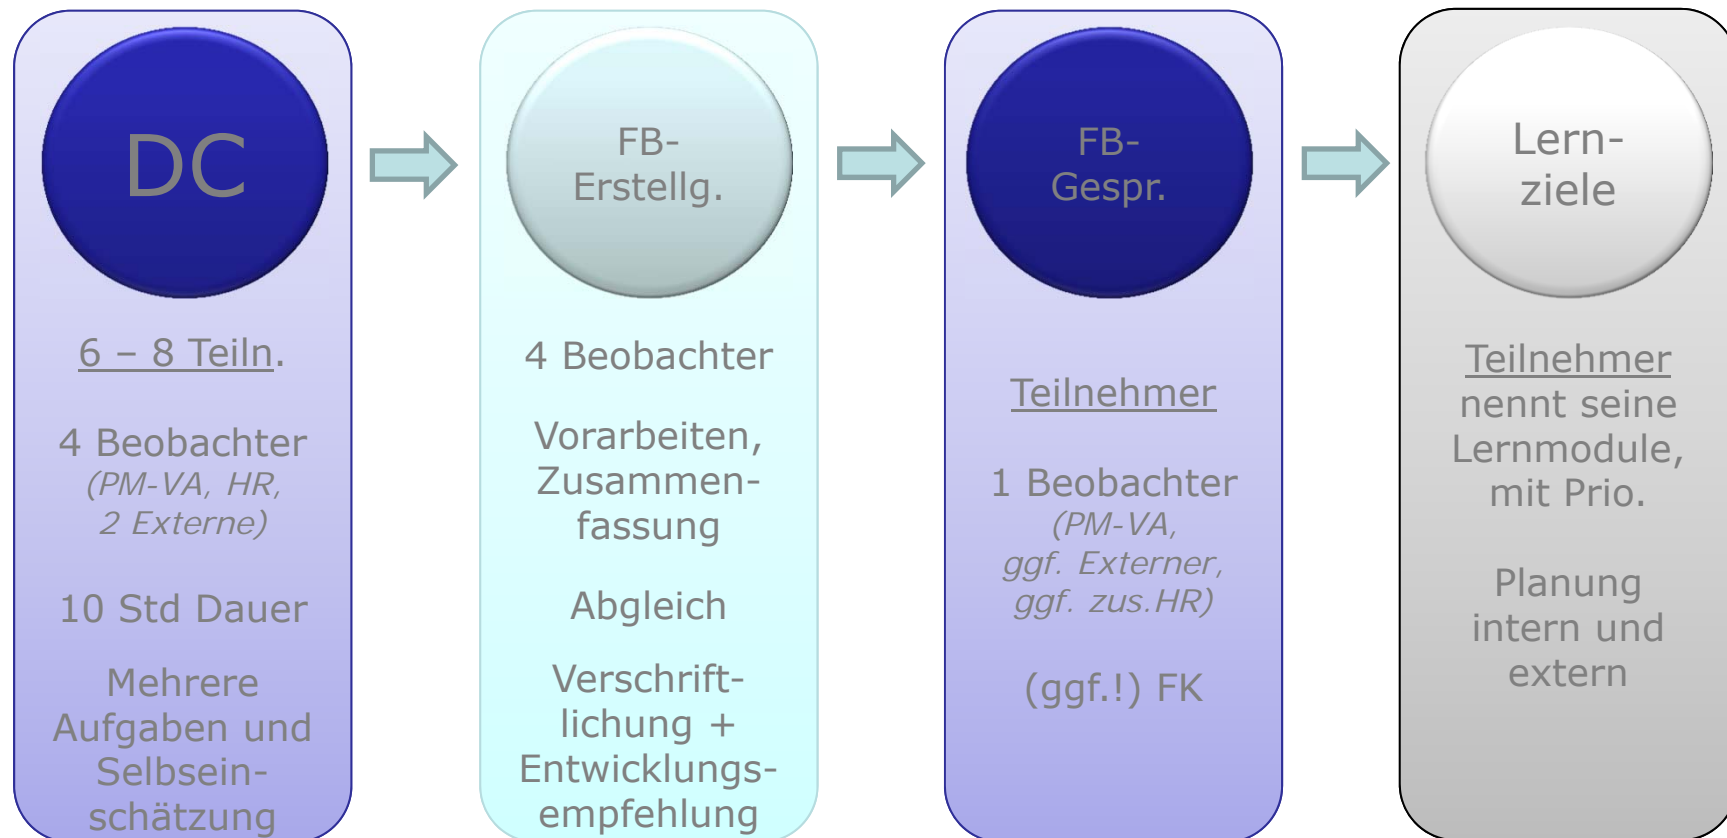 DC
6 – 8 Teiln.
4 Beobachter
(PM-VA, HR,
2 Externe)
10 Std Dauer
Mehrere
Aufgaben und
Selbsein-
schätzung
FB-
Erstellg.
4 Beobachter
Vorarbeiten,
Zusammen-
fassung
Abgleich
Verschrift-
lichung +
Entwicklungs-
empfehlung
FB-
Gespr.
Teilnehmer
1 Beobachter
(PM-VA,
ggf. Externer,
ggf. zus.HR)
(ggf.!) FK
Lern-
ziele
Teilnehmer
nennt seine
Lernmodule,
mit Prio.
Planung
intern und
extern